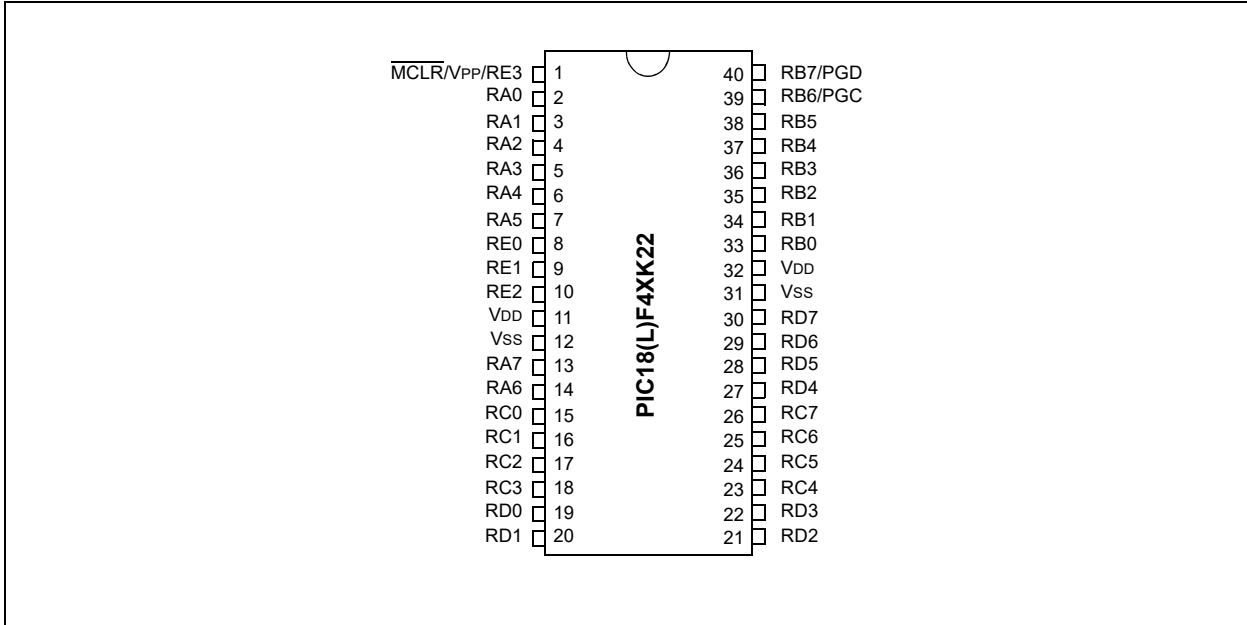 MCLR/VPP/RE3 1 40 RB7/PGD
RA0 2 39 RB6/PGC
RA1 3 38 RB5
RA2 4 37 RB4
RA3 5 36 RB3
RA4 6 35 RB2
RA5 7 34 RB1
RE0 8 33 RB0
RE1 9 32 VDD
RE2 10 31 VSS
VDD 11 30 RD7
VSS 12 29 RD6
RA7 13 28 RD5
RA6 14 27 RD4
RC0 15 26 RC7
RC1 16 25 RC6
RC2 17 24 RC5
RC3 18 23 RC4
RD0 19 22 RD3
RD1 20 21 RD2
PIC18(L)F4XK22